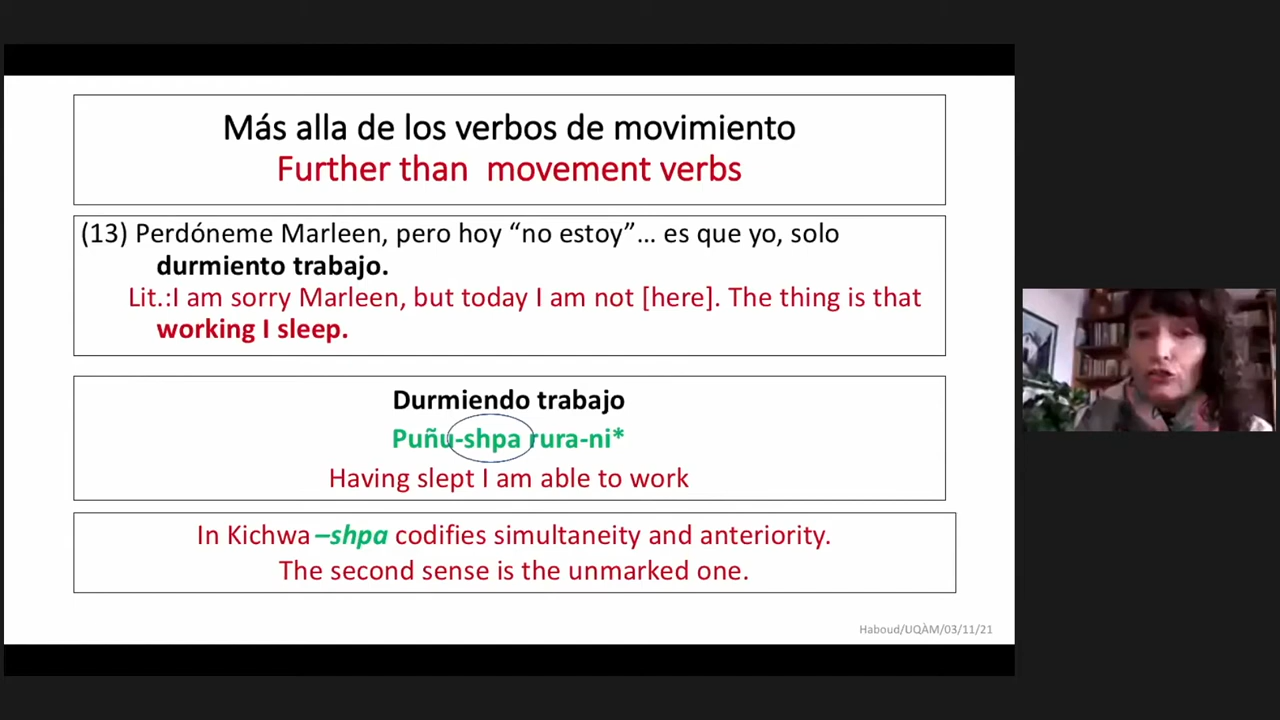 Más alla de los verbos de movimiento
Further than movement verbs
(13) Perdóneme Marleen, pero hoy “no estoy”… es que yo, solo
durmiento trabajo.
Lit.:I am sorry Marleen, but today I am not [here]. The thing is that
working I sleep.
Durmiendo trabajo
Puñu-shpa rura-ni*
Having slept I am able to work
In Kichwa –shpa codifies simultaneity and anteriority.
The second sense is the unmarked one.
Haboud/UQÀM/03/11/21